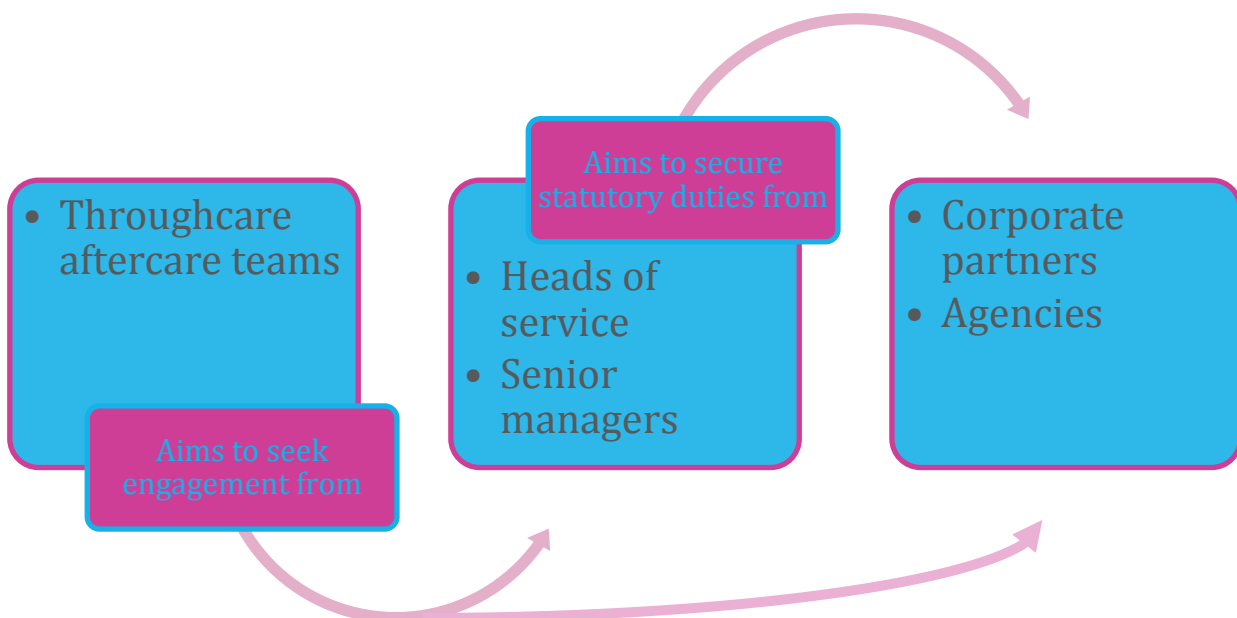 • Throughcare
aftercare teams
Aims to seek
engagement from
Aims to secure
statutory duties from
• Heads of
service
• Senior
managers
• Corporate
partners
• Agencies